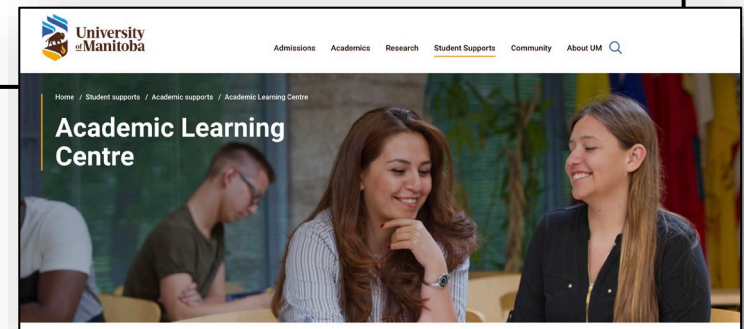 University
of Manitoba
Admissions Academics Research Student Supports Community About UM
Home / Student supports / Academic supports / Academic Learning Centre
Academic Learning
Centre